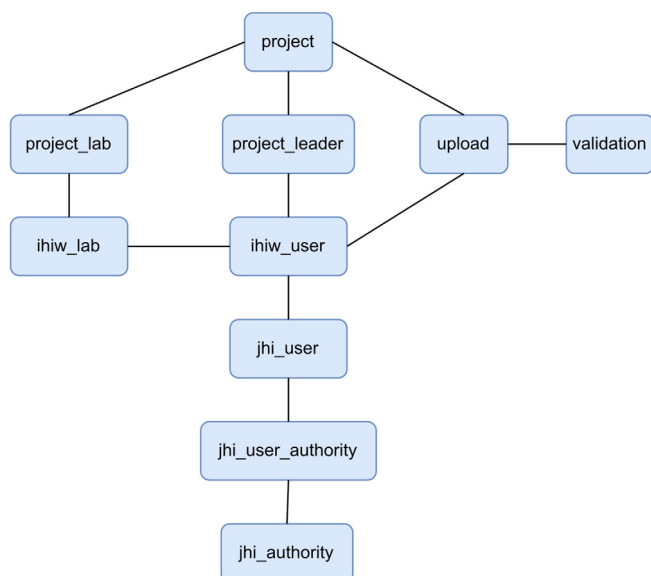 project
project_lab
project_leader
upload
validation
ihiw_lab
ihiw_user
jhi_user
jhi_user_authority
jhi_authority